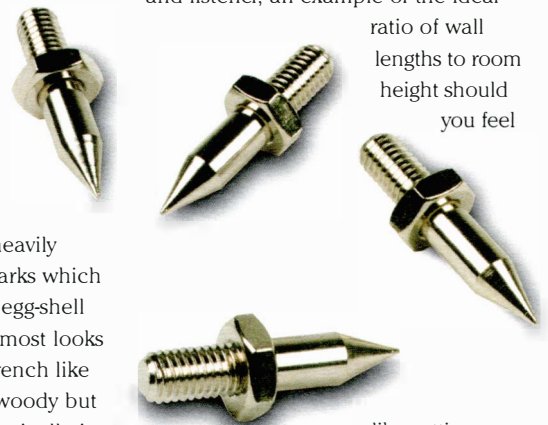 and listener, an example of the ideal
ratio of wall
lengths to room
height should
you feel
heavily
arks which
egg-shell
most looks
rench like
woody but